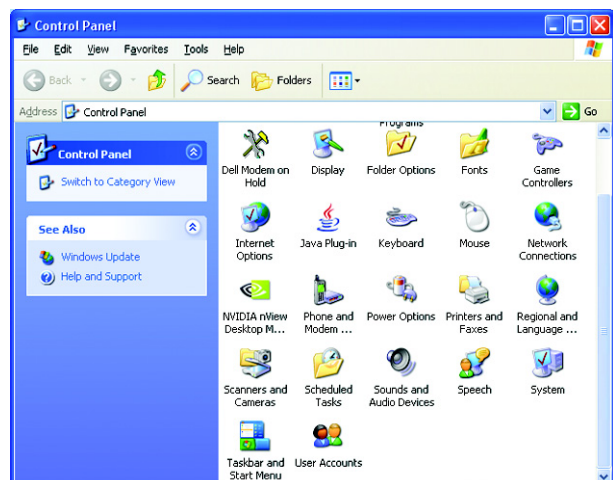 Control Panel
File Edit View Favorites Tools Help
Back Search Folders
Address Control Panel Go
Control Panel
Switch to Category View
See Also
Windows Update
Help and Support
Programs
Dell Modem on Hold
Display
Folder Options
Fonts
Game Controllers
Internet Options
Java Plug-in
Keyboard
Mouse
Network Connections
NVIDIA nView Desktop M...
Phone and Modem ...
Power Options
Printers and Faxes
Regional and Language ...
Scanners and Cameras
Scheduled Tasks
Sounds and Audio Devices
Speech
System
Taskbar and Start Menu
User Accounts